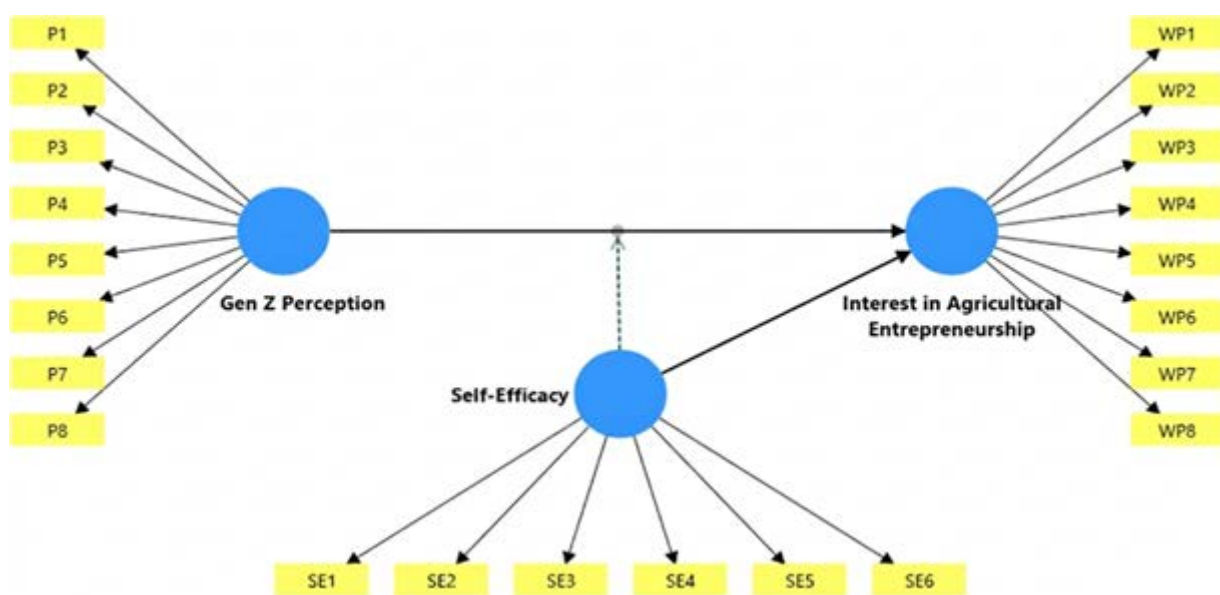 P1
P2
P3
P4
P5
P6
P7
P8
Gen Z Perception
Self-Efficacy
SE1
SE2
SE3
SE4
SE5
SE6
Interest in Agricultural
Entrepreneurship
WP1
WP2
WP3
WP4
WP5
WP6
WP7
WP8